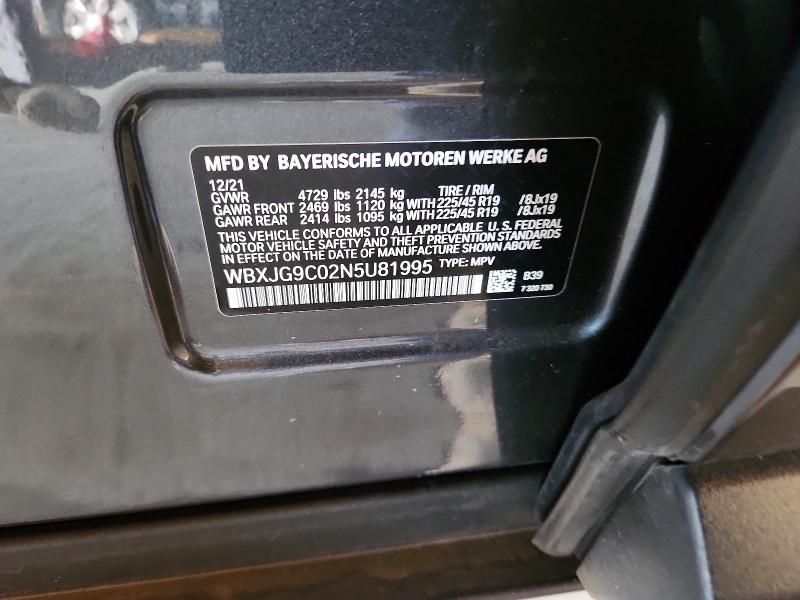 MFD BY BAYERISCHE MOTOREN WERKE AG
12/21
GVWR 4729 lbs 2145 kg TIRE / RIM
GAWR FRONT 2469 lbs 1120 kg WITH 225/45 R19 /8Jx19
GAWR REAR 2414 lbs 1095 kg WITH 225/45 R19 /8Jx19
THIS VEHICLE CONFORMS TO ALL APPLICABLE U. S. FEDERAL
MOTOR VEHICLE SAFETY AND THEFT PREVENTION STANDARDS
IN EFFECT ON THE DATE OF MANUFACTURE SHOWN ABOVE.
WBXJG9C02N5U81995 TYPE: MPV
B39
7 320 730